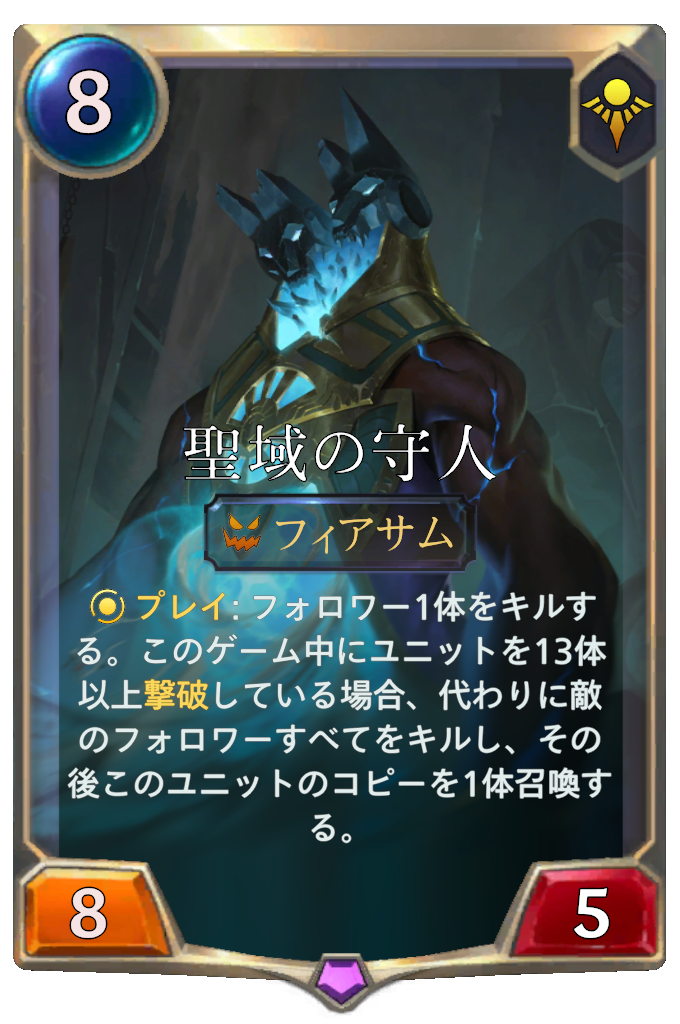 8
聖域の守人
フィアサム
プレイ: フォロワー1体をキルす
る。このゲーム中にユニットを13体
以上撃破している場合、代わりに敵
のフォロワーすべてをキルし、その
後このユニットのコピーを1体召喚す
る。
8
5